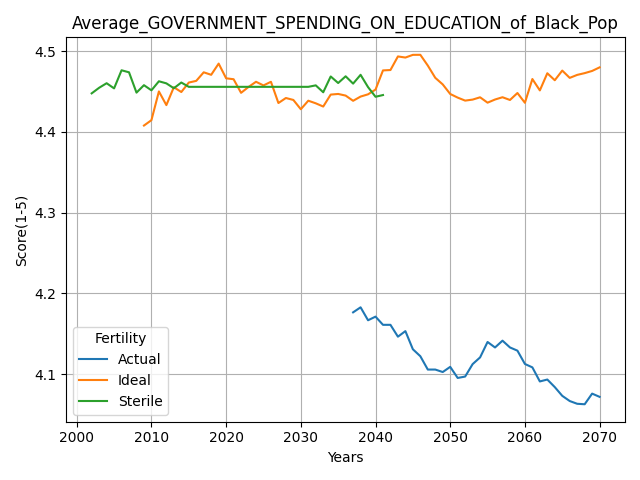 Average_GOVERNMENT_SPENDING_ON_EDUCATION_of_Black_Pop
4.5
4.4
4.3
4.2
4.1
Score(1-5)
Fertility
Actual
Ideal
Sterile
2000 2010 2020 2030 2040 2050 2060 2070
Years